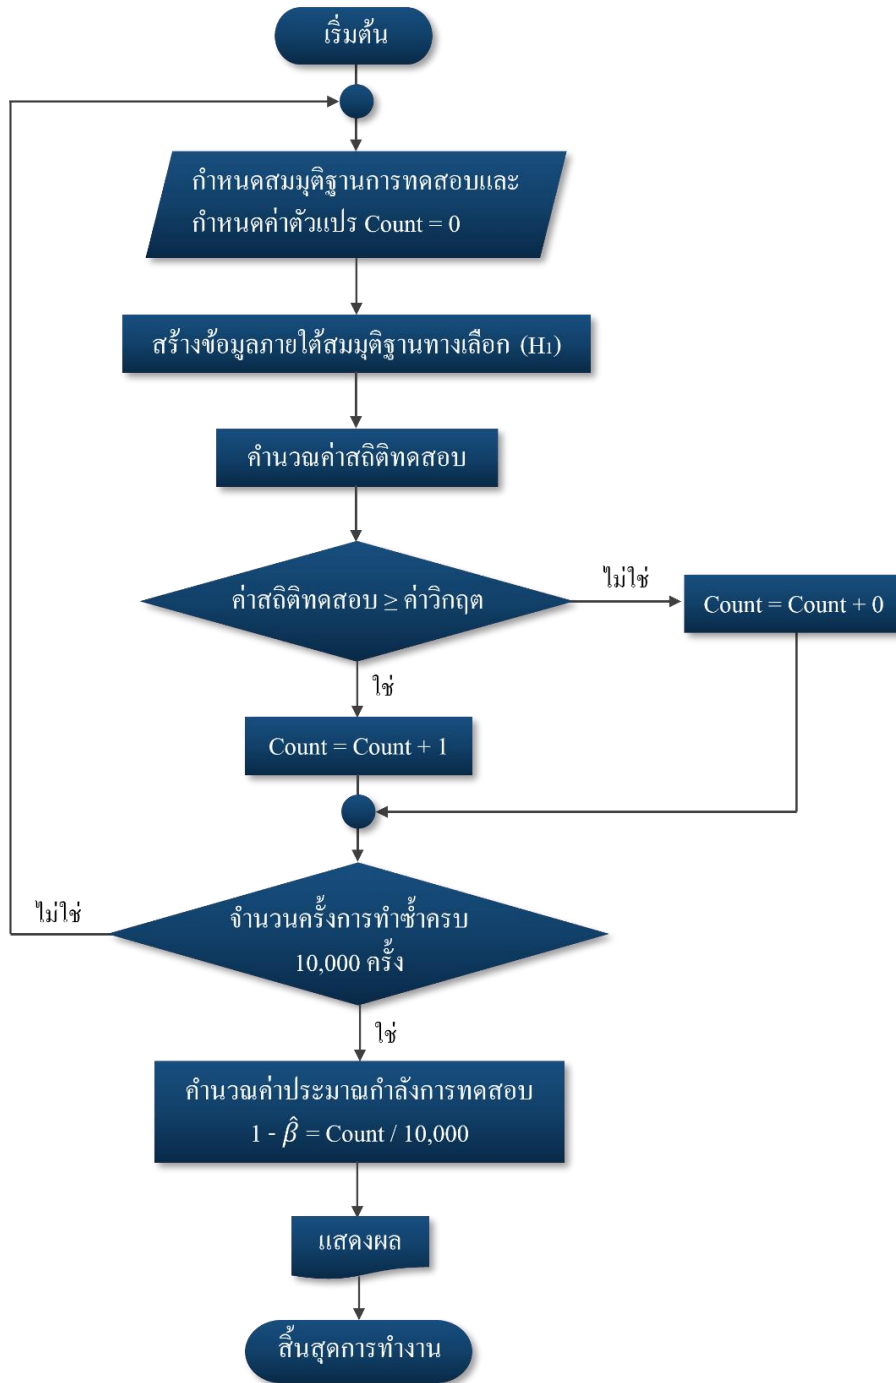 เริ่มต้น
กำหนดสมมุติฐานการทดสอบและ
กำหนดค่าตัวแปร Count = 0
สร้างข้อมูลภายใต้สมมุติฐานทางเลือก (H₁)
คำนวณค่าสถิติทดสอบ
ค่าสถิติทดสอบ ≥ ค่าวิกฤต
ไม่ใช่
Count = Count + 0
ใช่
Count = Count + 1
ไม่ใช่
จำนวนครั้งการทำซ้ำครบ
10,000 ครั้ง
ใช่
คำนวณค่าประมาณกำลังการทดสอบ
1 - β̂ = Count / 10,000
แสดงผล
สิ้นสุดการทำงาน